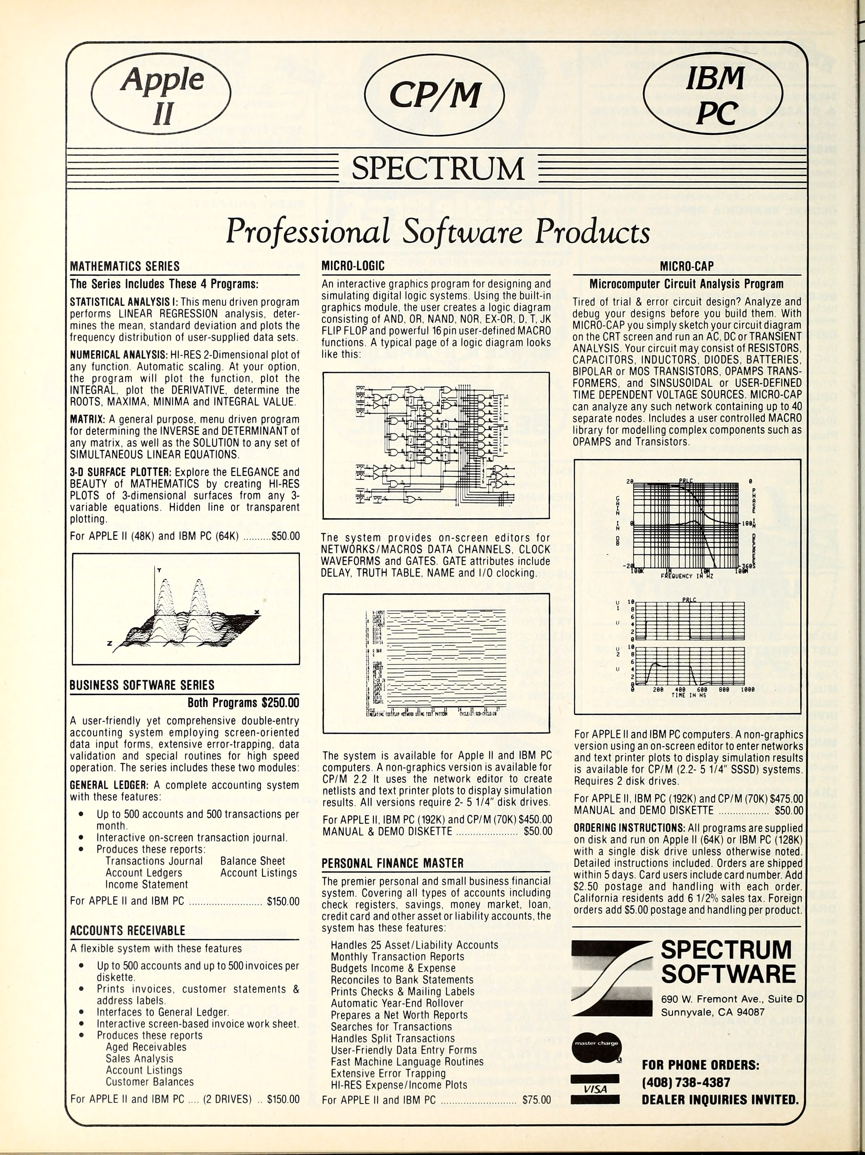 Apple
II
CP/M
IBM
PC
SPECTRUM
Professional Software Products
MATHEMATICS SERIES
The Series Includes These 4 Programs:
STATISTICAL ANALYSIS I: This menu driven program
performs LINEAR REGRESSION analysis, deter-
mines the mean, standard deviation and plots the
frequency distribution of user-supplied data sets.
NUMERICAL ANALYSIS: HI-RES 2-Dimensional plot of
any function. Automatic scaling. At your option,
the program will plot the function, plot the
INTEGRAL, plot the DERIVATIVE, determine the
ROOTS, MAXIMA, MINIMA and INTEGRAL VALUE.
MATRIX: A general purpose, menu driven program
for determining the INVERSE and DETERMINANT of
any matrix, as well as the SOLUTION to any set of
SIMULTANEOUS LINEAR EQUATIONS.
3-D SURFACE PLOTTER: Explore the ELEGANCE and
BEAUTY of MATHEMATICS by creating HI-RES
PLOTS of 3-dimensional surfaces from any 3-
variable equations. Hidden line or transparent
plotting.
For APPLE II (48K) and IBM PC (64K) ..........$50.00
Y
X
Z
BUSINESS SOFTWARE SERIES
Both Programs $250.00
A user-friendly yet comprehensive double-entry
accounting system employing screen-oriented
data input forms, extensive error-trapping, data
validation and special routines for high speed
operation. The series includes these two modules:
GENERAL LEDGER: A complete accounting system
with these features:
• Up to 500 accounts and 500 transactions per
month.
• Interactive on-screen transaction journal.
• Produces these reports:
Transactions Journal Balance Sheet
Account Ledgers Account Listings
Income Statement
For APPLE II and IBM PC ......................... $150.00
ACCOUNTS RECEIVABLE
A flexible system with these features
• Up to 500 accounts and up to 500 invoices per
diskette.
• Prints invoices, customer statements &
address labels.
• Interfaces to General Ledger.
• Interactive screen-based invoice work sheet.
• Produces these reports
Aged Receivables
Sales Analysis
Account Listings
Customer Balances
For APPLE II and IBM PC .... (2 DRIVES) .. $150.00
MICRO-LOGIC
An interactive graphics program for designing and
simulating digital logic systems. Using the built-in
graphics module, the user creates a logic diagram
consisting of AND, OR, NAND, NOR, EX-OR, D, T, JK
FLIP FLOP and powerful 16 pin user-defined MACRO
functions. A typical page of a logic diagram looks
like this:
The system provides on-screen editors for
NETWORKS/MACROS DATA CHANNELS, CLOCK
WAVEFORMS and GATES. GATE attributes include
DELAY, TRUTH TABLE, NAME and I/O clocking.
The system is available for Apple II and IBM PC
computers. A non-graphics version is available for
CP/M 2.2 It uses the network editor to create
netlists and text printer plots to display simulation
results. All versions require 2- 5 1/4" disk drives.
For APPLE II, IBM PC (192K) and CP/M (70K) $450.00
MANUAL & DEMO DISKETTE ..................... $50.00
PERSONAL FINANCE MASTER
The premier personal and small business financial
system. Covering all types of accounts including
check registers, savings, money market, loan,
credit card and other asset or liability accounts, the
system has these features:
Handles 25 Asset/Liability Accounts
Monthly Transaction Reports
Budgets Income & Expense
Reconciles to Bank Statements
Prints Checks & Mailing Labels
Automatic Year-End Rollover
Prepares a Net Worth Reports
Searches for Transactions
Handles Split Transactions
User-Friendly Data Entry Forms
Fast Machine Language Routines
Extensive Error Trapping
HI-RES Expense/Income Plots
For APPLE II and IBM PC .......................... $75.00
MICRO-CAP
Microcomputer Circuit Analysis Program
Tired of trial & error circuit design? Analyze and
debug your designs before you build them. With
MICRO-CAP you simply sketch your circuit diagram
on the CRT screen and run an AC, DC or TRANSIENT
ANALYSIS. Your circuit may consist of RESISTORS,
CAPACITORS, INDUCTORS, DIODES, BATTERIES,
BIPOLAR or MOS TRANSISTORS, OPAMPS TRANS-
FORMERS, and SINSUSOIDAL or USER-DEFINED
TIME DEPENDENT VOLTAGE SOURCES. MICRO-CAP
can analyze any such network containing up to 40
separate nodes. Includes a user controlled MACRO
library for modelling complex components such as
OPAMPS and Transistors.
PRLC
FREQUENCY IN HZ
PRLC
200 400 600 800 1000
TIME IN NS
For APPLE II and IBM PC computers. A non-graphics
version using an on-screen editor to enter networks
and text printer plots to display simulation results
is available for CP/M (2.2- 5 1/4" SSSD) systems.
Requires 2 disk drives.
For APPLE II, IBM PC (192K) and CP/M (70K) $475.00
MANUAL and DEMO DISKETTE .................. $50.00
ORDERING INSTRUCTIONS: All programs are supplied
on disk and run on Apple II (64K) or IBM PC (128K)
with a single disk drive unless otherwise noted.
Detailed instructions included. Orders are shipped
within 5 days. Card users include card number. Add
$2.50 postage and handling with each order.
California residents add 6 1/2% sales tax. Foreign
orders add $5.00 postage and handling per product.
SPECTRUM
SOFTWARE
690 W. Fremont Ave., Suite D
Sunnyvale, CA 94087
master charge
VISA
FOR PHONE ORDERS:
(408) 738-4387
DEALER INQUIRIES INVITED.